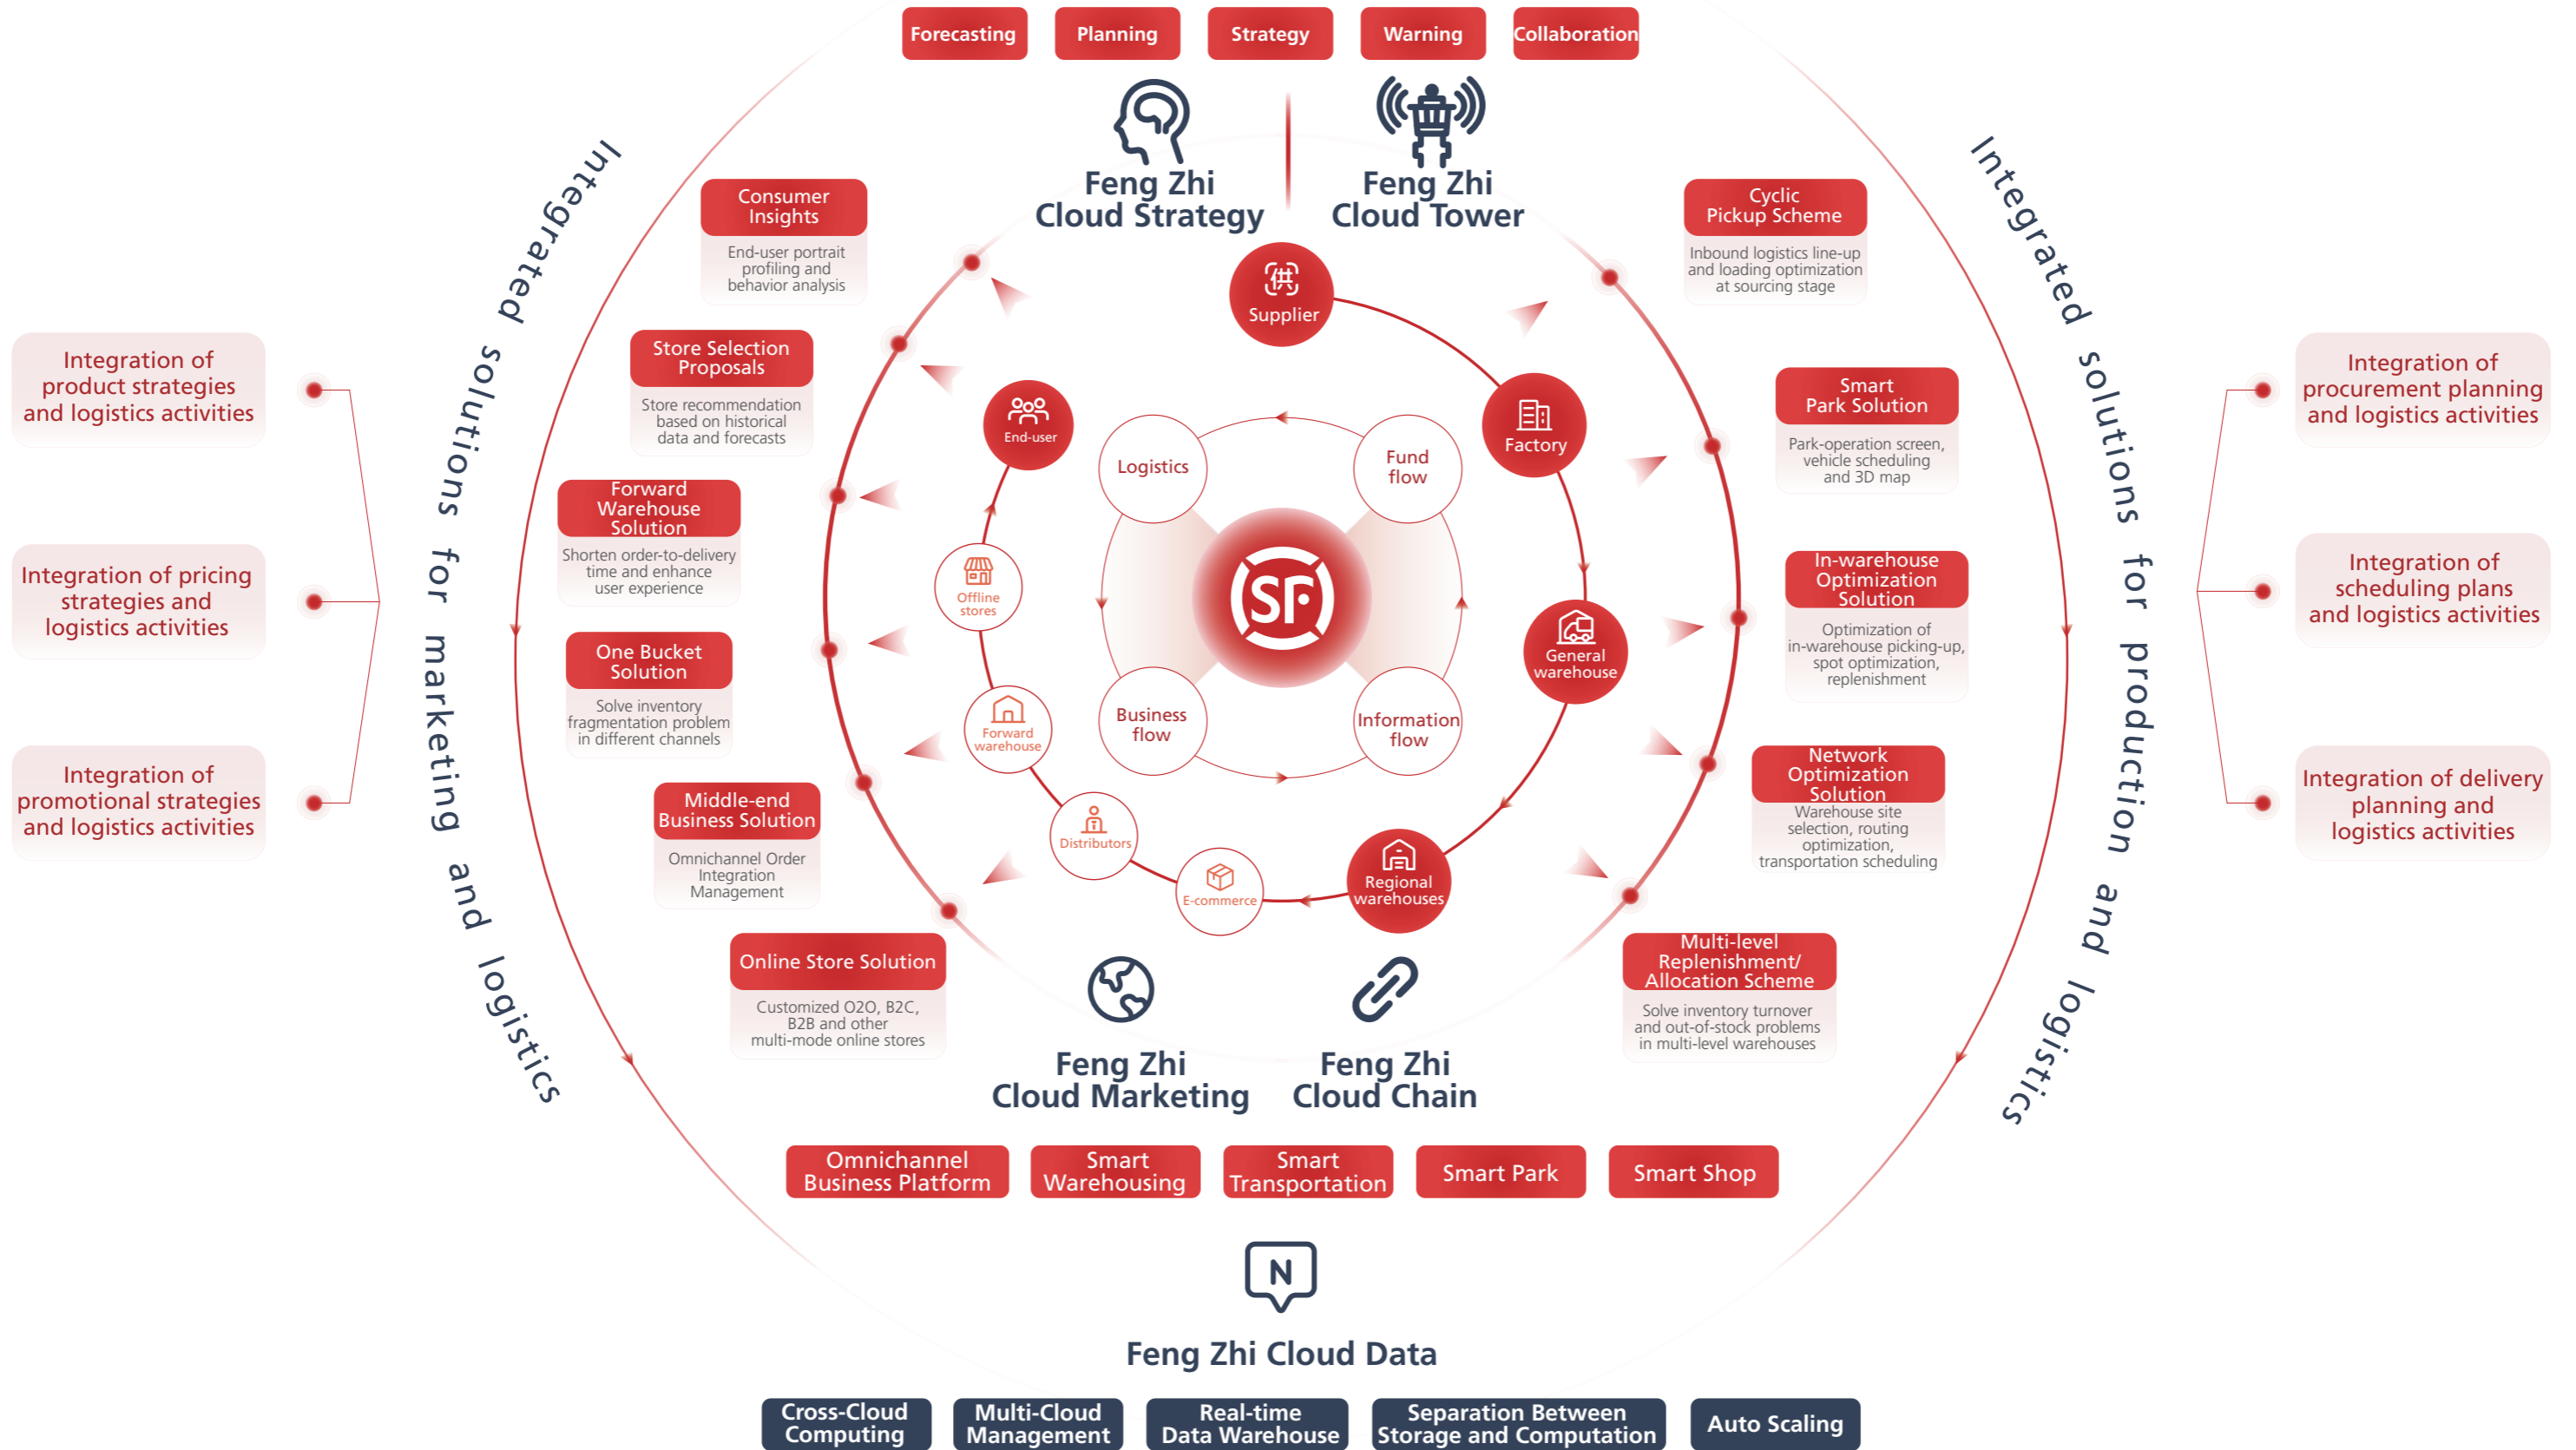 Forecasting
Planning
Strategy
Warning
Collaboration
Feng Zhi
Cloud Strategy
Feng Zhi
Cloud Tower
Integrated solutions for marketing and logistics
Integrated solutions for production and logistics
Integration of
product strategies
and logistics activities
Integration of pricing
strategies and
logistics activities
Integration of
promotional strategies
and logistics activities
Consumer
Insights
End-user portrait
profiling and
behavior analysis
Store Selection
Proposals
Store recommendation
based on historical
data and forecasts
Forward
Warehouse
Solution
Shorten order-to-delivery
time and enhance
user experience
One Bucket
Solution
Solve inventory
fragmentation problem
in different channels
Middle-end
Business Solution
Omnichannel Order
Integration
Management
Online Store Solution
Customized O2O, B2C,
B2B and other
multi-mode online stores
供
Supplier
Factory
General
warehouse
Regional
warehouses
E-commerce
Distributors
Forward
warehouse
Offline
stores
End-user
Logistics
Fund
flow
SF
Business
flow
Information
flow
Cyclic
Pickup Scheme
Inbound logistics line-up
and loading optimization
at sourcing stage
Smart
Park Solution
Park-operation screen,
vehicle scheduling
and 3D map
In-warehouse
Optimization
Solution
Optimization of
in-warehouse picking-up,
spot optimization,
replenishment
Network
Optimization
Solution
Warehouse site
selection, routing
optimization,
transportation scheduling
Multi-level
Replenishment/
Allocation Scheme
Solve inventory turnover
and out-of-stock problems
in multi-level warehouses
Integration of
procurement planning
and logistics activities
Integration of
scheduling plans
and logistics activities
Integration of delivery
planning and
logistics activities
Feng Zhi
Cloud Marketing
Feng Zhi
Cloud Chain
Omnichannel
Business Platform
Smart
Warehousing
Smart
Transportation
Smart Park
Smart Shop
N
Feng Zhi Cloud Data
Cross-Cloud
Computing
Multi-Cloud
Management
Real-time
Data Warehouse
Separation Between
Storage and Computation
Auto Scaling